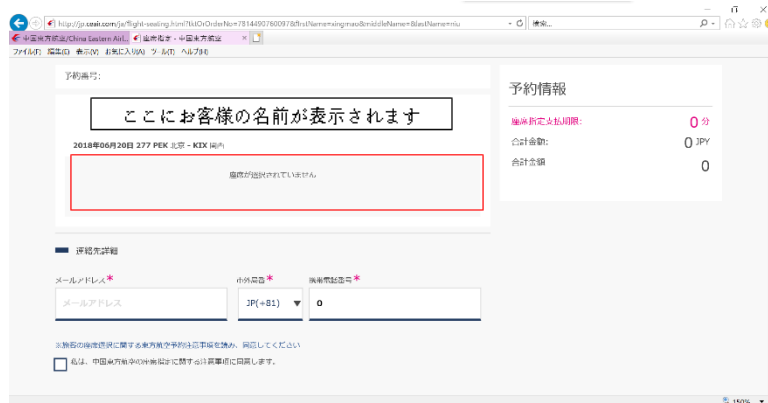 http://jp.ceair.com/ja/flight-seating.html?tktOrOrderNo=7814490760097&firstName=xingmau&middleName=&lastName=niu
検索...
中国東方航空/China Eastern Airl...
座席指定 - 中国東方航空
ファイル(F) 編集(E) 表示(V) お気に入り(A) ツール(T) ヘルプ(H)
予約番号:
ここにお客様の名前が表示されます
2018年06月20日 277 PEK 北京 - KIX 関西
座席が選択されていません
予約情報
座席指定支払期限: 0 分
合計金額: 0 JPY
合計金額 0
連絡先詳細
メールアドレス* 市外局番* 携帯電話番号*
メールアドレス JP(+81) ▼ 0
※旅客の座席選択に関する東方航空予約注意事項を読み、同意してください
私は、中国東方航空の座席指定に関する注意事項に同意します。
150%